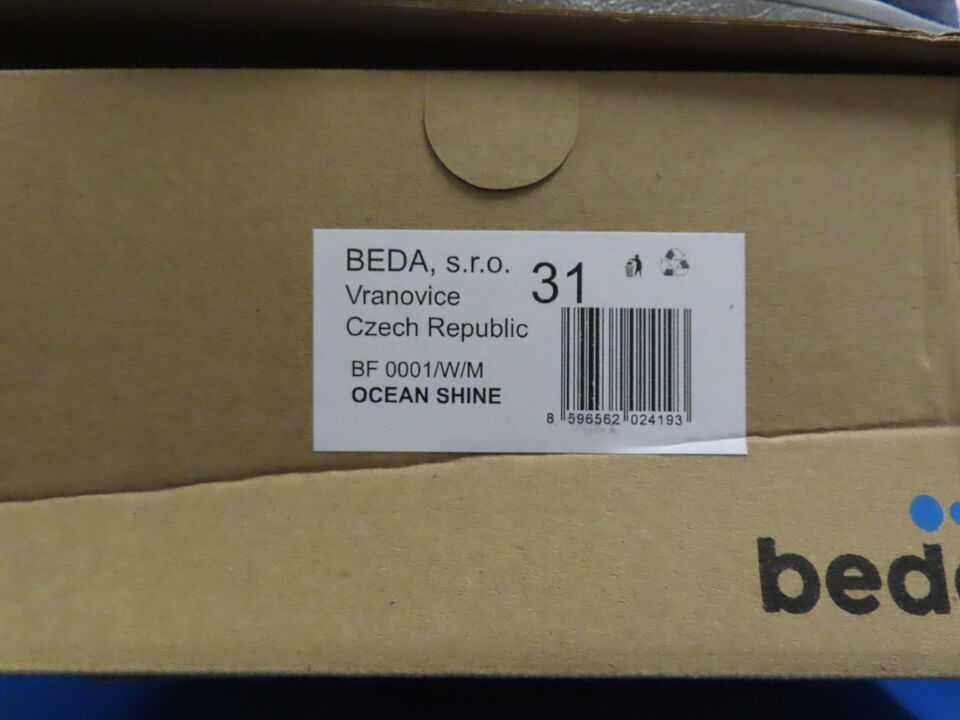 BEDA, s.r.o.
31
Vranovice
Czech Republic
BF 0001/W/M
OCEAN SHINE
8 596562 024193
bed